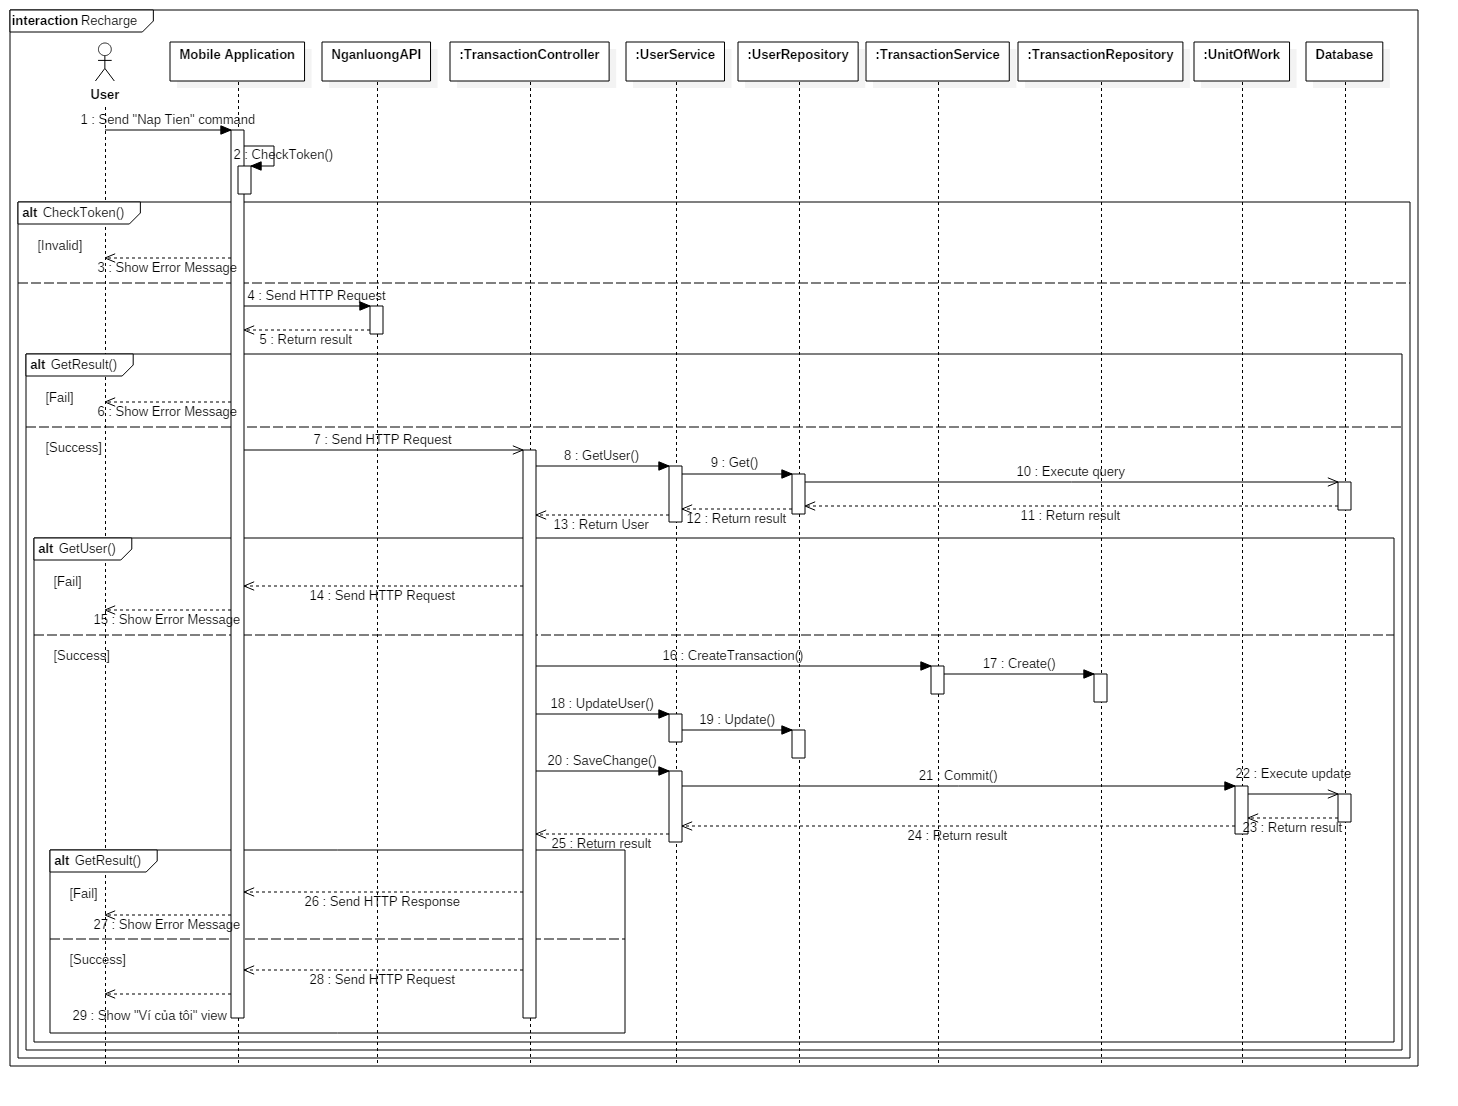 interaction Recharge
User
Mobile Application
NganluongAPI
:TransactionController
:UserService
:UserRepository
:TransactionService
:TransactionRepository
:UnitOfWork
Database
1 : Send "Nap Tien" command
2 : CheckToken()
alt CheckToken()
[Invalid]
3 : Show Error Message
4 : Send HTTP Request
5 : Return result
alt GetResult()
[Fail]
6 : Show Error Message
[Success]
7 : Send HTTP Request
8 : GetUser()
9 : Get()
10 : Execute query
11 : Return result
12 : Return result
13 : Return User
alt GetUser()
[Fail]
14 : Send HTTP Request
15 : Show Error Message
[Success]
16 : CreateTransaction()
17 : Create()
18 : UpdateUser()
19 : Update()
20 : SaveChange()
21 : Commit()
22 : Execute update
23 : Return result
24 : Return result
25 : Return result
alt GetResult()
[Fail]
26 : Send HTTP Response
27 : Show Error Message
[Success]
28 : Send HTTP Request
29 : Show "Ví của tôi" view